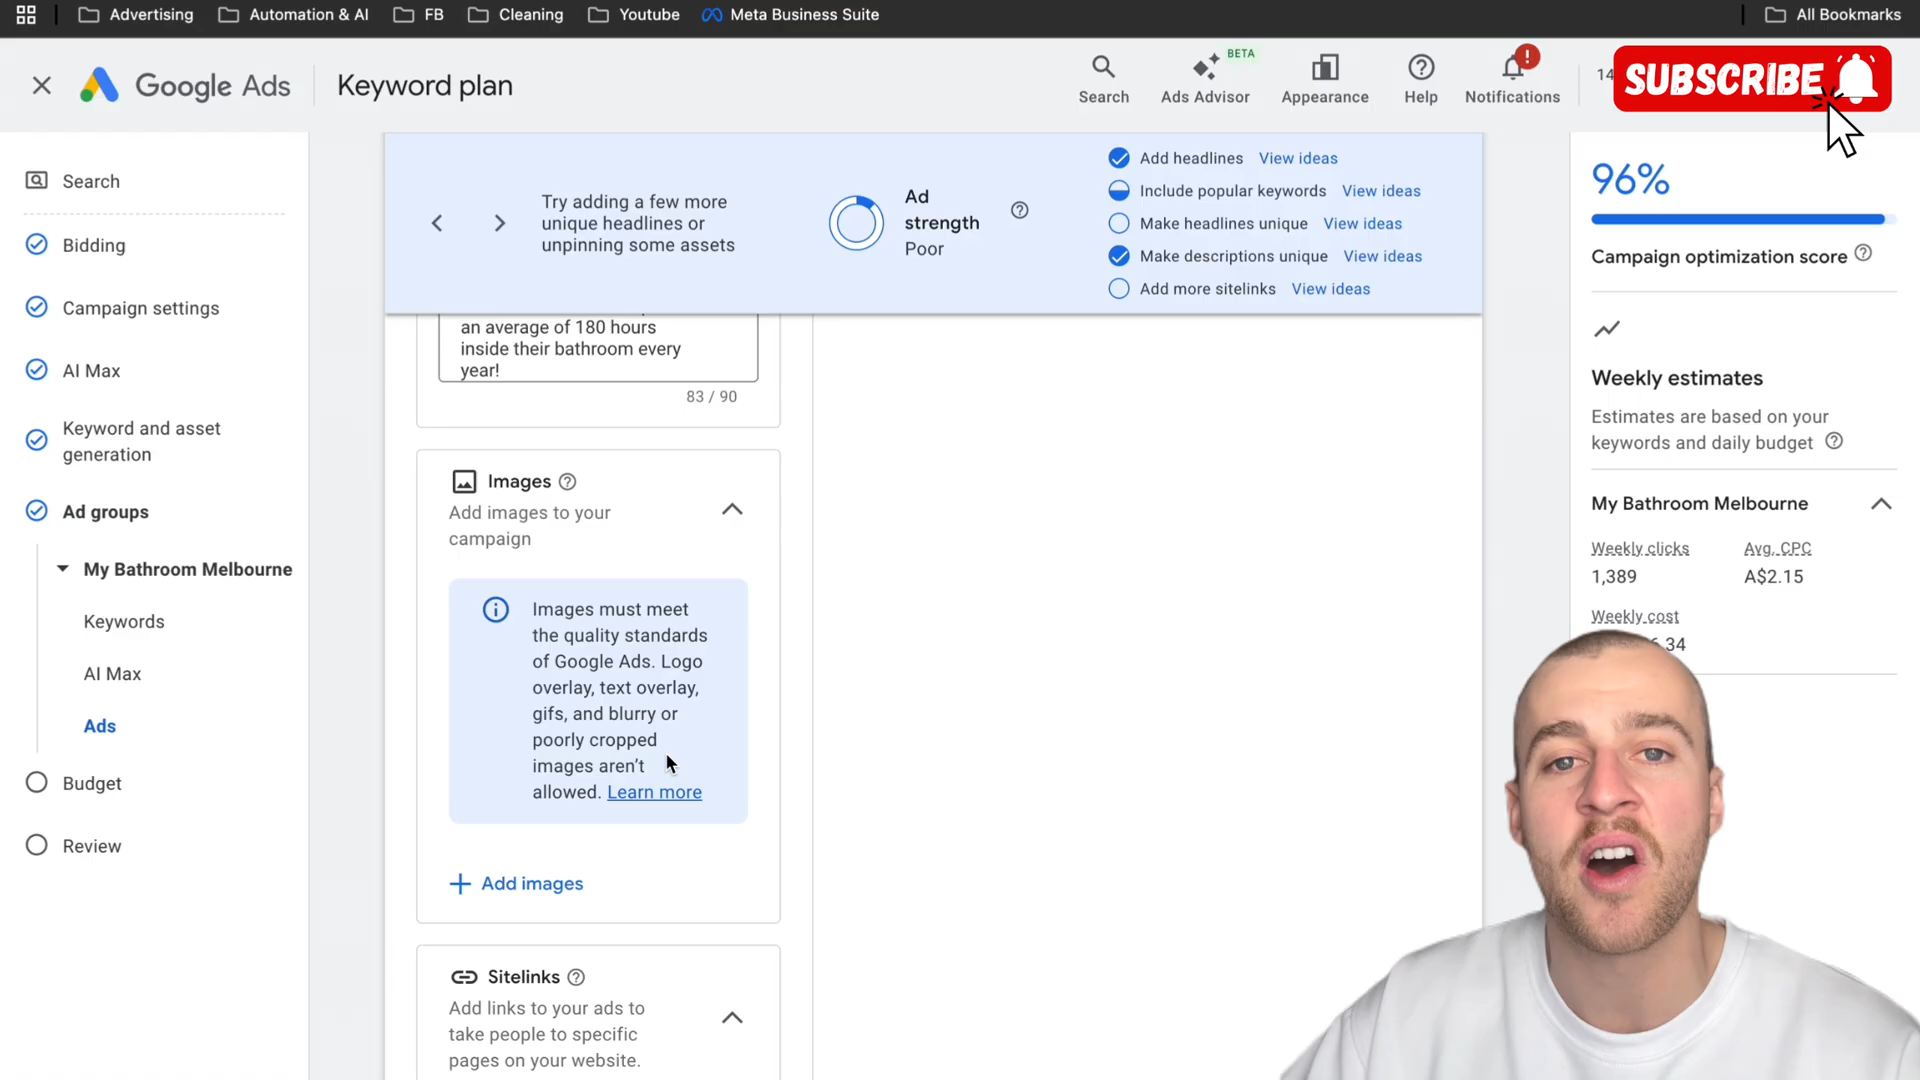 Advertising
Automation & AI
FB
Cleaning
Youtube
Meta Business Suite
All Bookmarks
Google Ads
Keyword plan
Search
BETA
Ads Advisor
Appearance
Help
Notifications
14
SUBSCRIBE
Search
Bidding
Campaign settings
AI Max
Keyword and asset
generation
Ad groups
My Bathroom Melbourne
Keywords
AI Max
Ads
Budget
Review
Try adding a few more
unique headlines or
unpinning some assets
Ad
strength
Poor
Add headlines View ideas
Include popular keywords View ideas
Make headlines unique View ideas
Make descriptions unique View ideas
Add more sitelinks View ideas
an average of 180 hours
inside their bathroom every
year!
83 / 90
Images
Add images to your
campaign
Images must meet
the quality standards
of Google Ads. Logo
overlay, text overlay,
gifs, and blurry or
poorly cropped
images aren't
allowed. Learn more
Add images
Sitelinks
Add links to your ads to
take people to specific
pages on your website.
96%
Campaign optimization score
Weekly estimates
Estimates are based on your
keywords and daily budget
My Bathroom Melbourne
Weekly clicks Avg. CPC
1,389 A$2.15
Weekly cost
.34